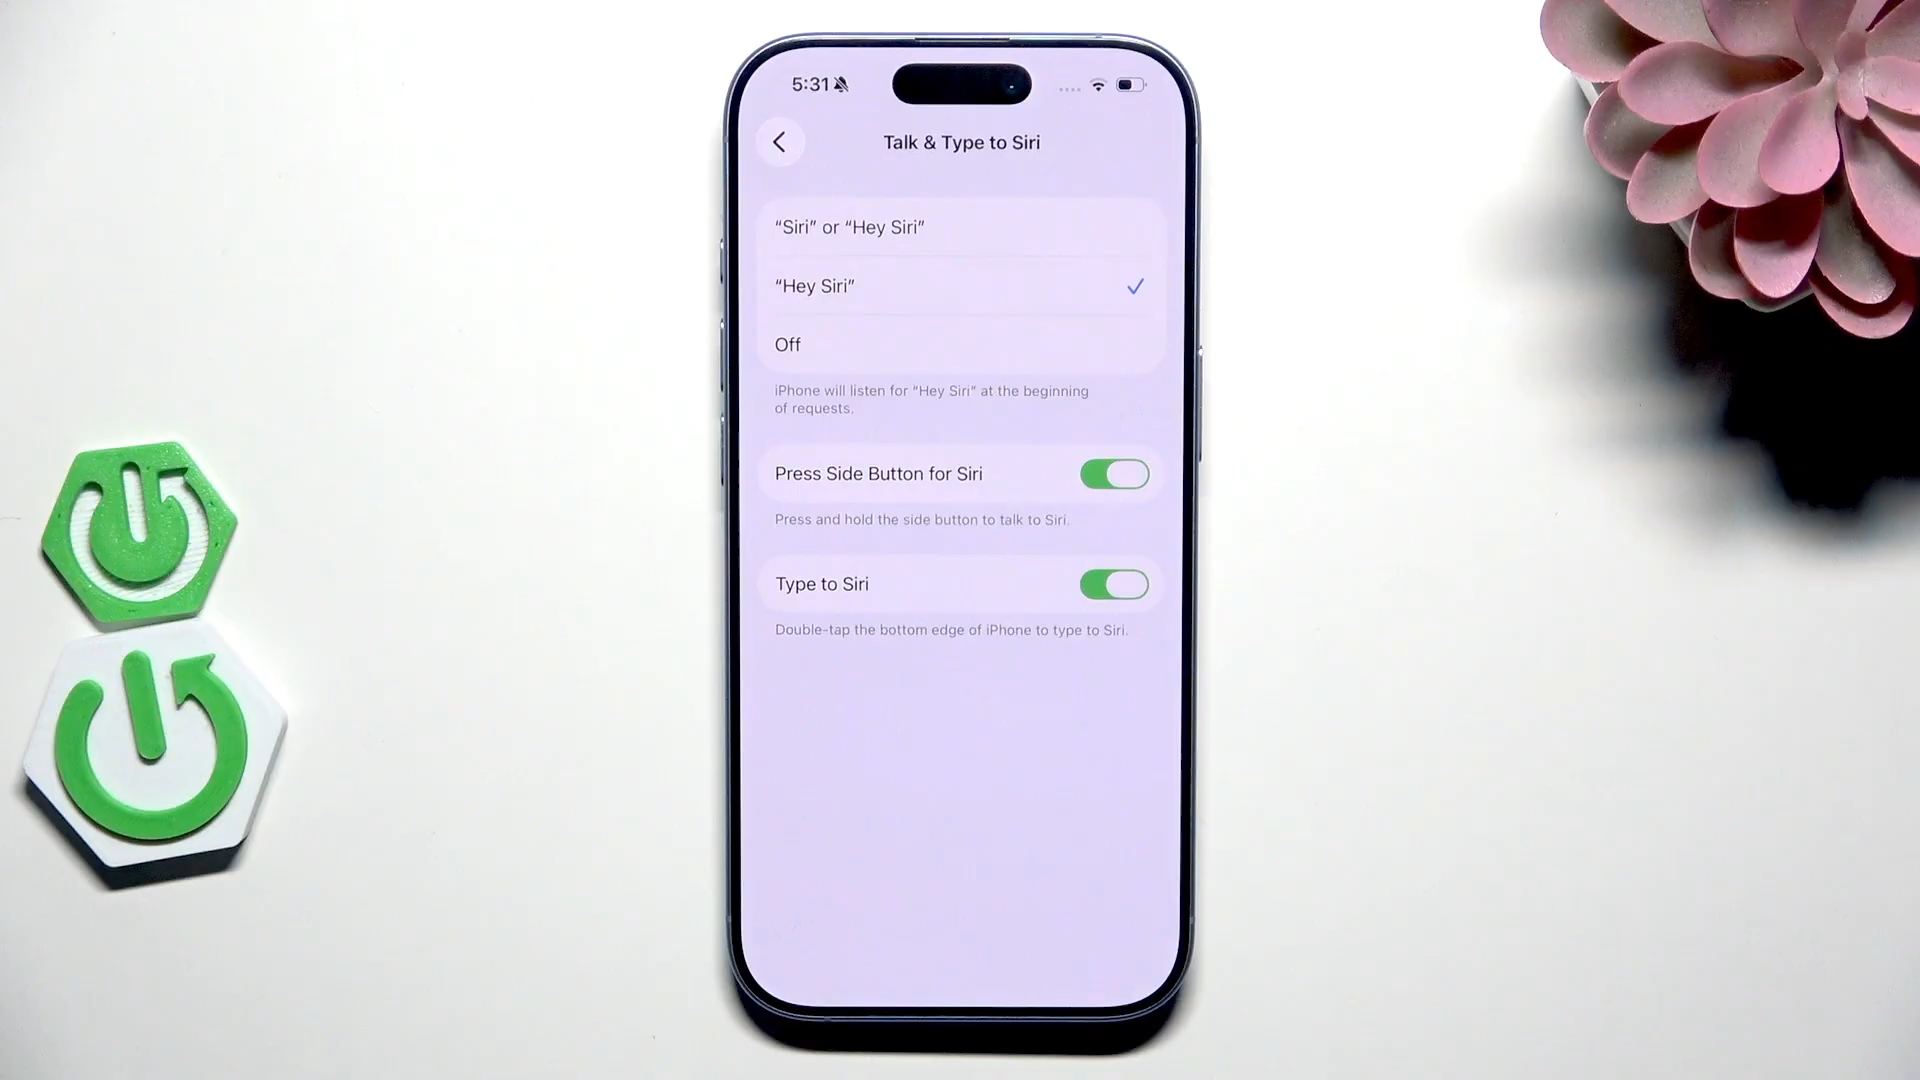 5:31
Talk & Type to Siri
“Siri” or “Hey Siri”
“Hey Siri”
Off
iPhone will listen for “Hey Siri” at the beginning
of requests.
Press Side Button for Siri
Press and hold the side button to talk to Siri.
Type to Siri
Double-tap the bottom edge of iPhone to type to Siri.